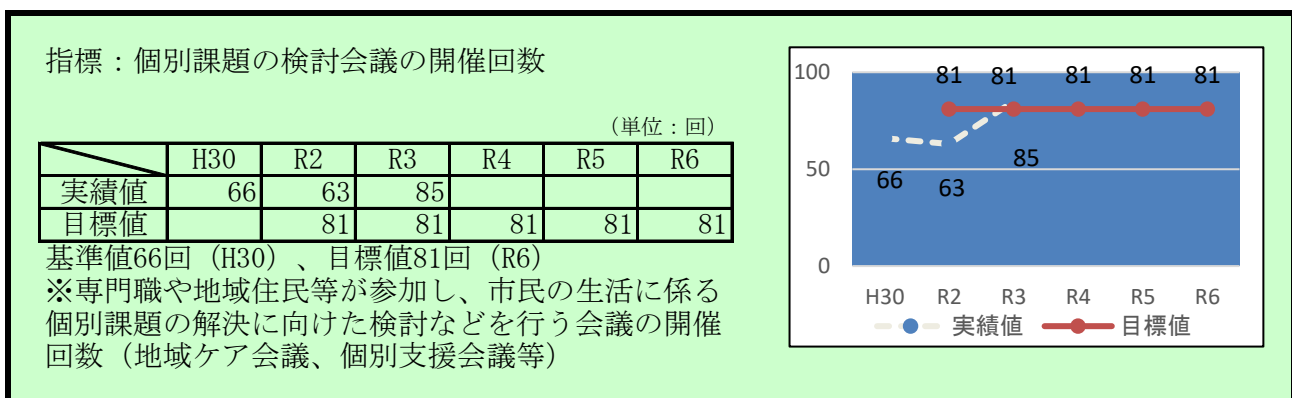 指標：個別課題の検討会議の開催回数
（単位：回）
H30 R2 R3 R4 R5 R6
実績値 66 63 85
目標値 81 81 81 81 81
基準値66回（H30）、目標値81回（R6）
※専門職や地域住民等が参加し、市民の生活に係る
個別課題の解決に向けた検討などを行う会議の開催
回数（地域ケア会議、個別支援会議等）
100
81 81 81 81 81
50
66 63 85
0
H30 R2 R3 R4 R5 R6
実績値 目標値